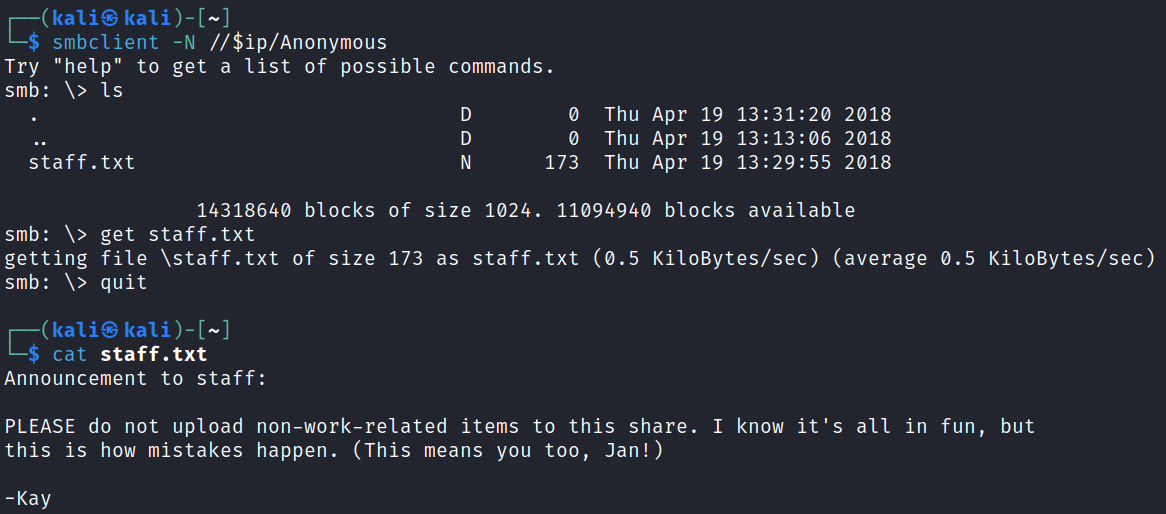 ┌──(kali㉿kali)-[~]
└─$ smbclient -N //$ip/Anonymous
Try "help" to get a list of possible commands.
smb: \> ls
  .                                   D        0  Thu Apr 19 13:31:20 2018
  ..                                  D        0  Thu Apr 19 13:13:06 2018
  staff.txt                           N      173  Thu Apr 19 13:29:55 2018

                14318640 blocks of size 1024. 11094940 blocks available
smb: \> get staff.txt
getting file \staff.txt of size 173 as staff.txt (0.5 KiloBytes/sec) (average 0.5 KiloBytes/sec)
smb: \> quit

┌──(kali㉿kali)-[~]
└─$ cat staff.txt
Announcement to staff:

PLEASE do not upload non-work-related items to this share. I know it's all in fun, but
this is how mistakes happen. (This means you too, Jan!)

-Kay